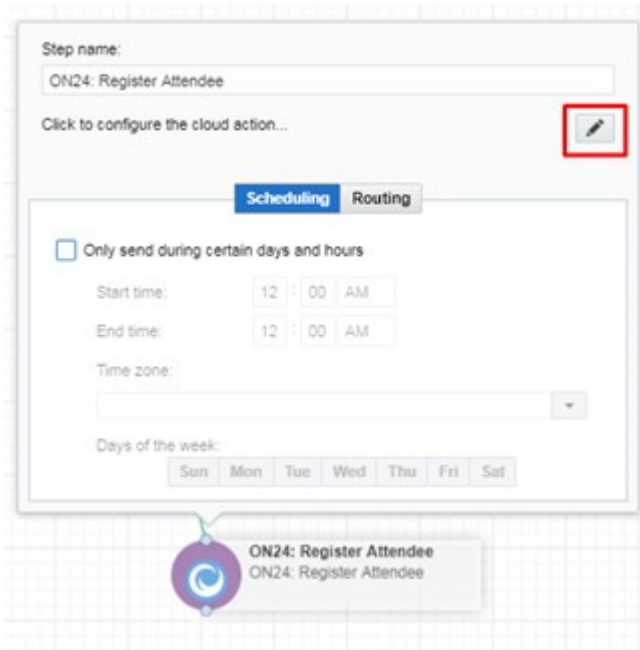 Step name:
ON24: Register Attendee
Click to configure the cloud action...
Scheduling Routing
Only send during certain days and hours
Start time: 12 : 00 AM
End time: 12 : 00 AM
Time zone:
Days of the week:
Sun Mon Tue Wed Thu Fri Sat
ON24: Register Attendee
ON24: Register Attendee